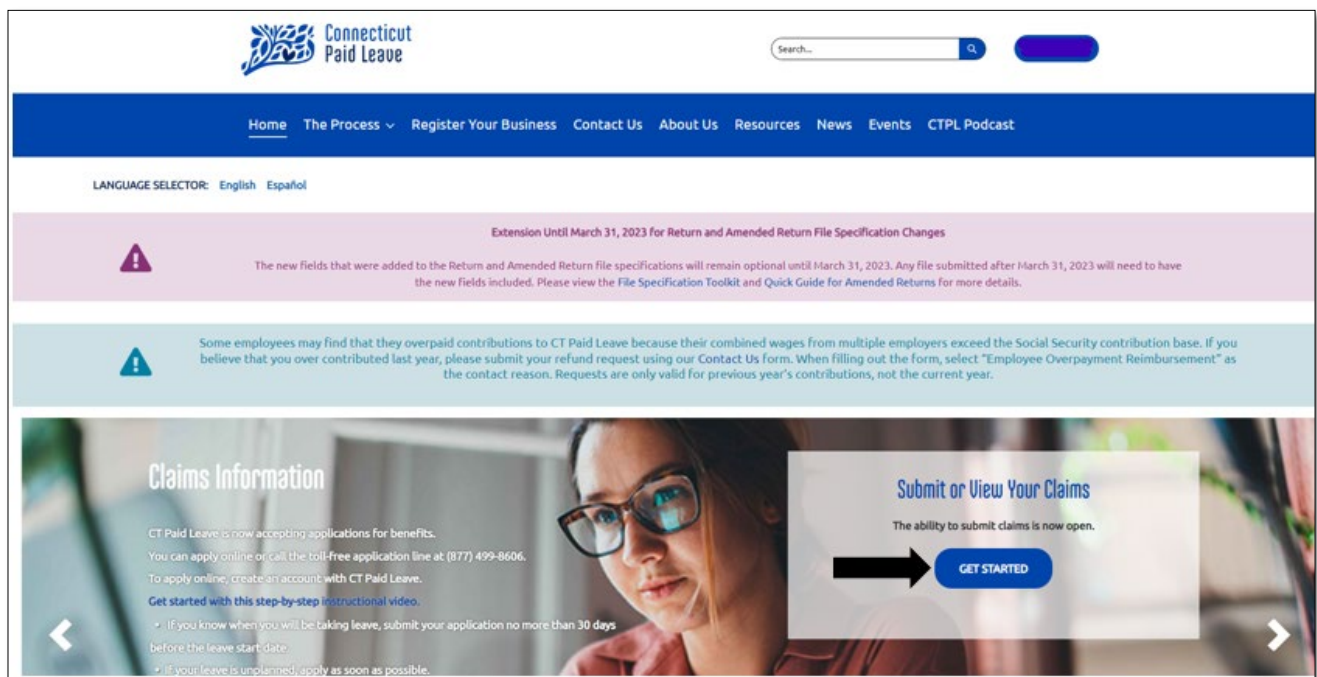 Connecticut
Paid Leave
Search...
Home The Process Register Your Business Contact Us About Us Resources News Events CTPL Podcast
LANGUAGE SELECTOR: English Español
Extension Until March 31, 2023 for Return and Amended Return File Specification Changes
The new fields that were added to the Return and Amended Return file specifications will remain optional until March 31, 2023. Any file submitted after March 31, 2023 will need to have
the new fields included. Please view the File Specification Toolkit and Quick Guide for Amended Returns for more details.
Some employees may find that they overpaid contributions to CT Paid Leave because their combined wages from multiple employers exceed the Social Security contribution base. If you
believe that you over contributed last year, please submit your refund request using our Contact Us form. When filling out the form, select "Employee Overpayment Reimbursement" as
the contact reason. Requests are only valid for previous year's contributions, not the current year.
Claims Information
CT Paid Leave is now accepting applications for benefits.
You can apply online or call the toll-free application line at (877) 499-8606.
To apply online, create an account with CT Paid Leave.
Get started with this step-by-step instructional video.
• If you know when you will be taking leave, submit your application no more than 30 days
before the leave start date.
• If your leave is unplanned, apply as soon as possible.
Submit or View Your Claims
The ability to submit claims is now open.
GET STARTED